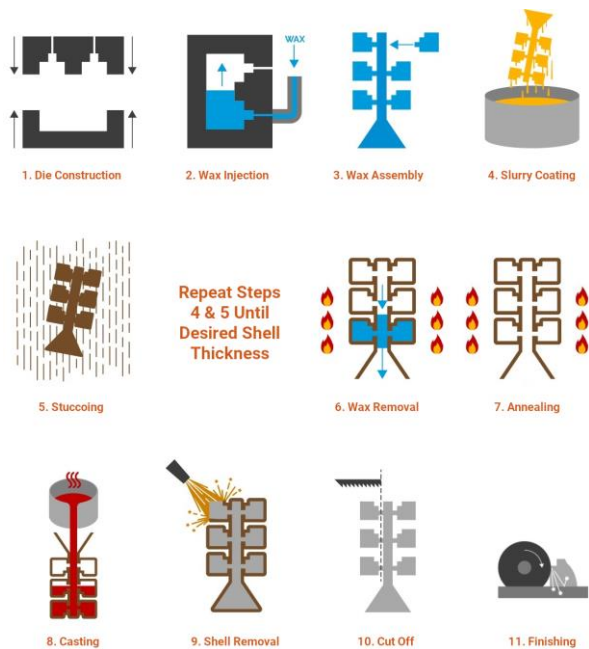 WAX
1. Die Construction
2. Wax Injection
3. Wax Assembly
4. Slurry Coating
Repeat Steps
4 & 5 Until
Desired Shell
Thickness
5. Stuccoing
6. Wax Removal
7. Annealing
8. Casting
9. Shell Removal
10. Cut Off
11. Finishing